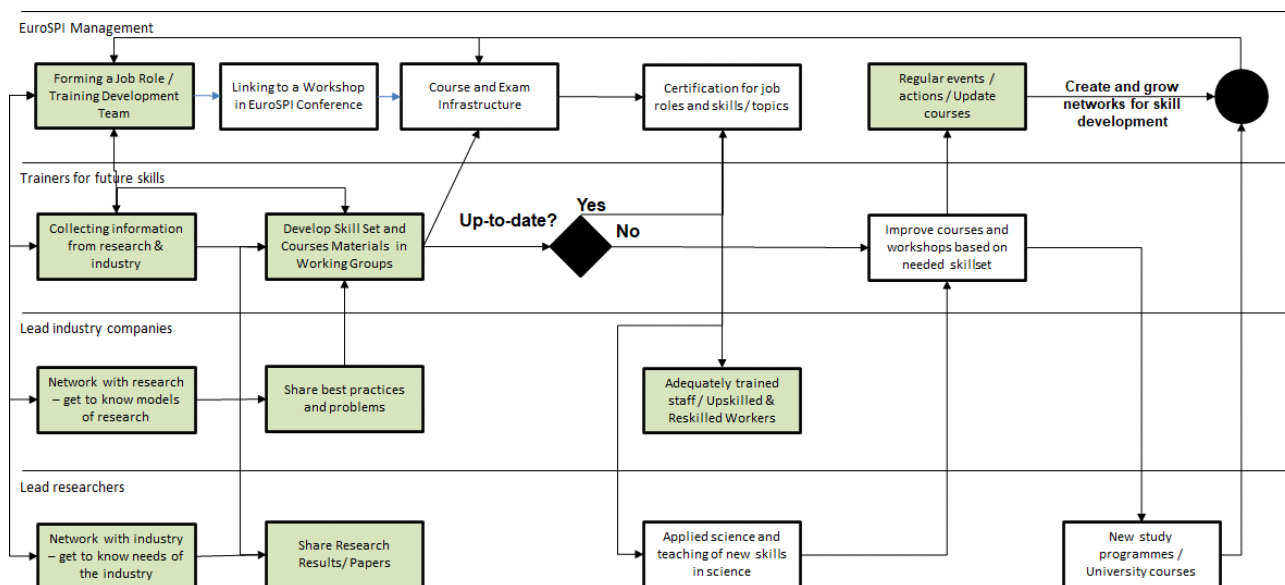 EuroSPI Management
Forming a Job Role /
Training Development
Team
Linking to a Workshop
in EuroSPI Conference
Course and Exam
Infrastructure
Certification for job
roles and skills / topics
Regular events /
actions / Update
courses
Create and grow
networks for skill
development
Trainers for future skills
Collecting information
from research &
industry
Develop Skill Set and
Courses Materials in
Working Groups
Up-to-date?
Yes
No
Improve courses and
workshops based on
needed skillset
Lead industry companies
Network with research
– get to know models
of research
Share best practices
and problems
Adequately trained
staff / Upskilled &
Reskilled Workers
Lead researchers
Network with industry
– get to know needs of
the industry
Share Research
Results/ Papers
Applied science and
teaching of new skills
in science
New study
programmes /
University courses